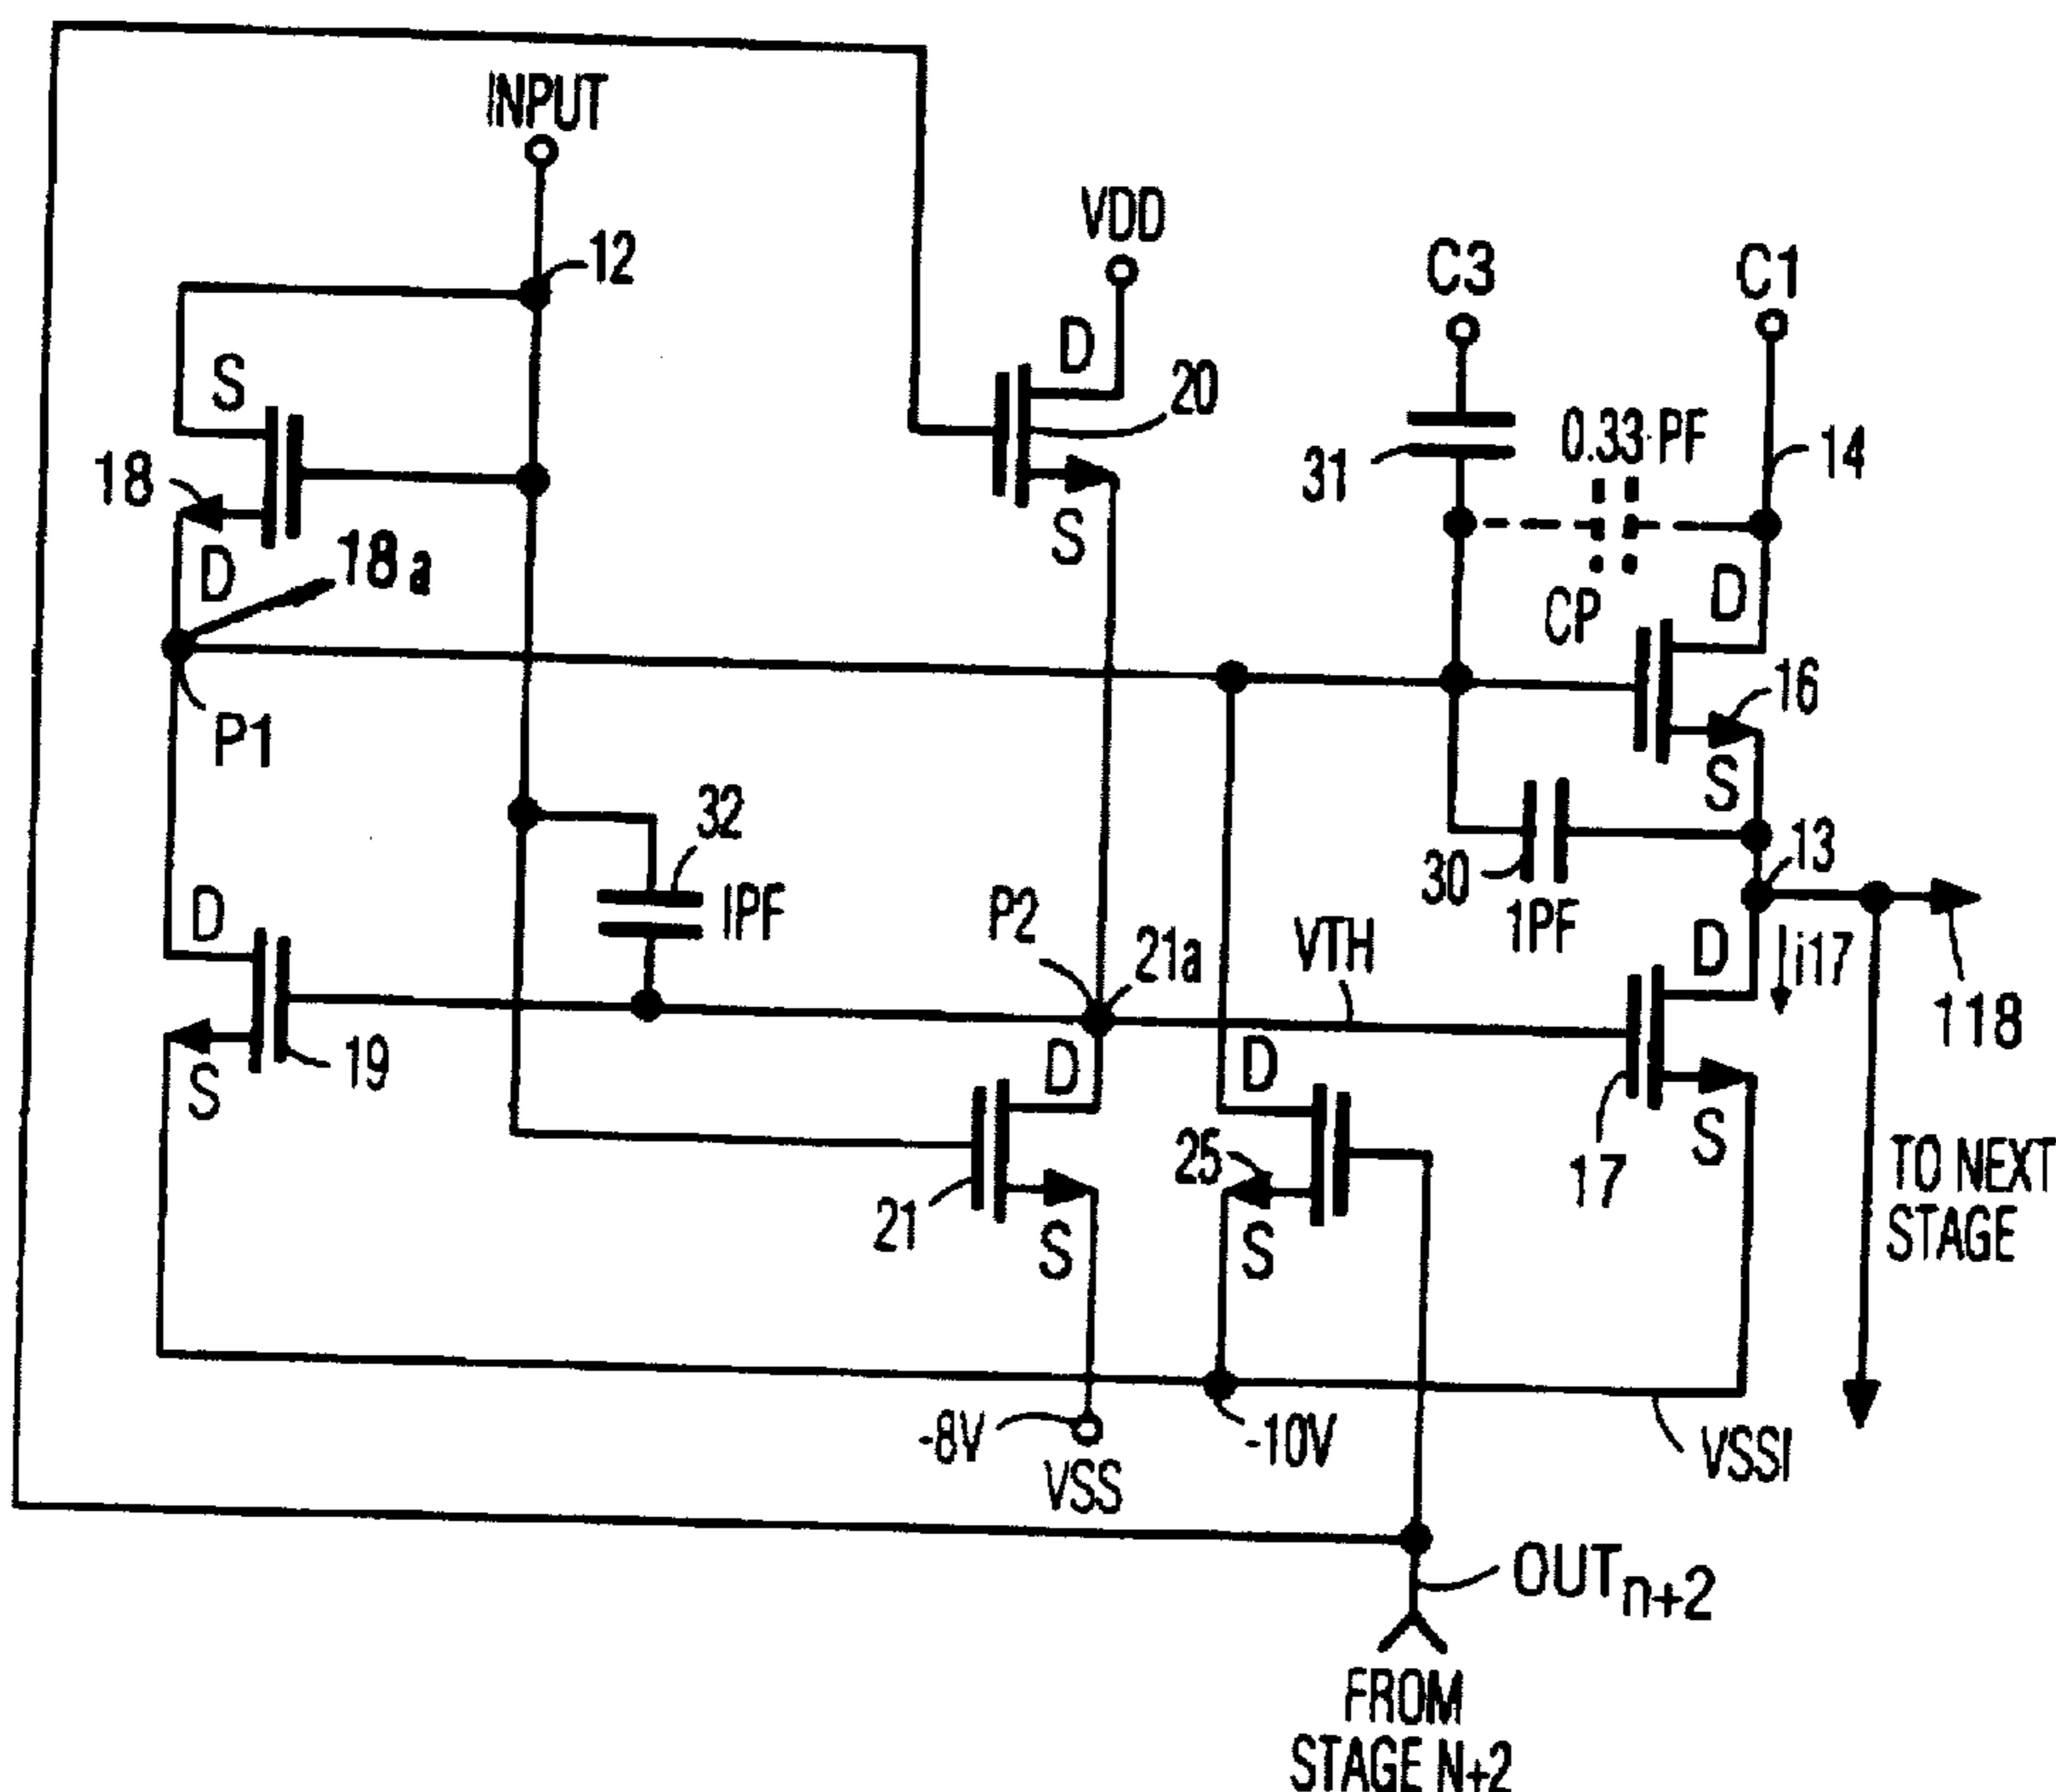 INPUT
12
VDD
C3
C1
S
D
20
18
31
0.33 PF
14
D
18a
S
CP
D
P1
16
S
32
1PF
30
1PF
13
P2
21a
VTH
i17
D
D
118
19
S
D
D
25
17
S
TO NEXT
STAGE
21
S
S
-8V
VSS
-10V
VSSI
OUTn+2
FROM
STAGE N+2